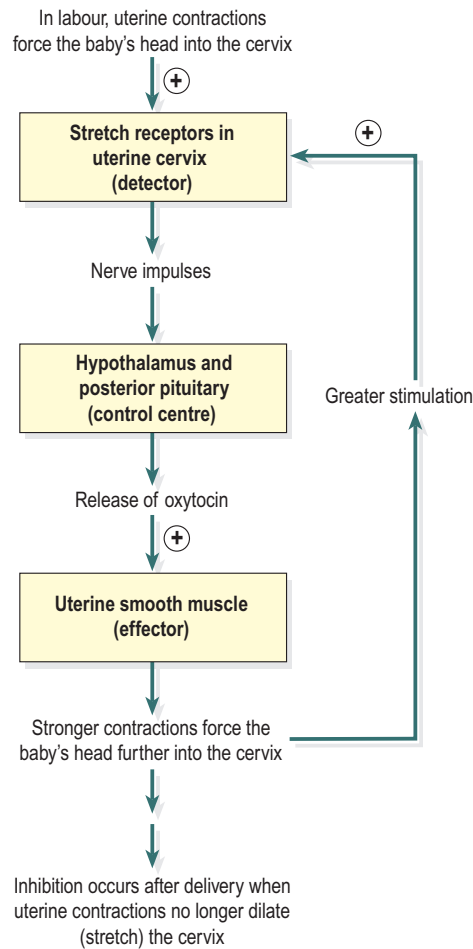 In labour, uterine contractions
force the baby's head into the cervix
+
+
Stretch receptors in
uterine cervix
(detector)
Nerve impulses
Hypothalamus and
posterior pituitary
(control centre)
Greater stimulation
Release of oxytocin
+
Uterine smooth muscle
(effector)
Stronger contractions force the
baby's head further into the cervix
Inhibition occurs after delivery when
uterine contractions no longer dilate
(stretch) the cervix